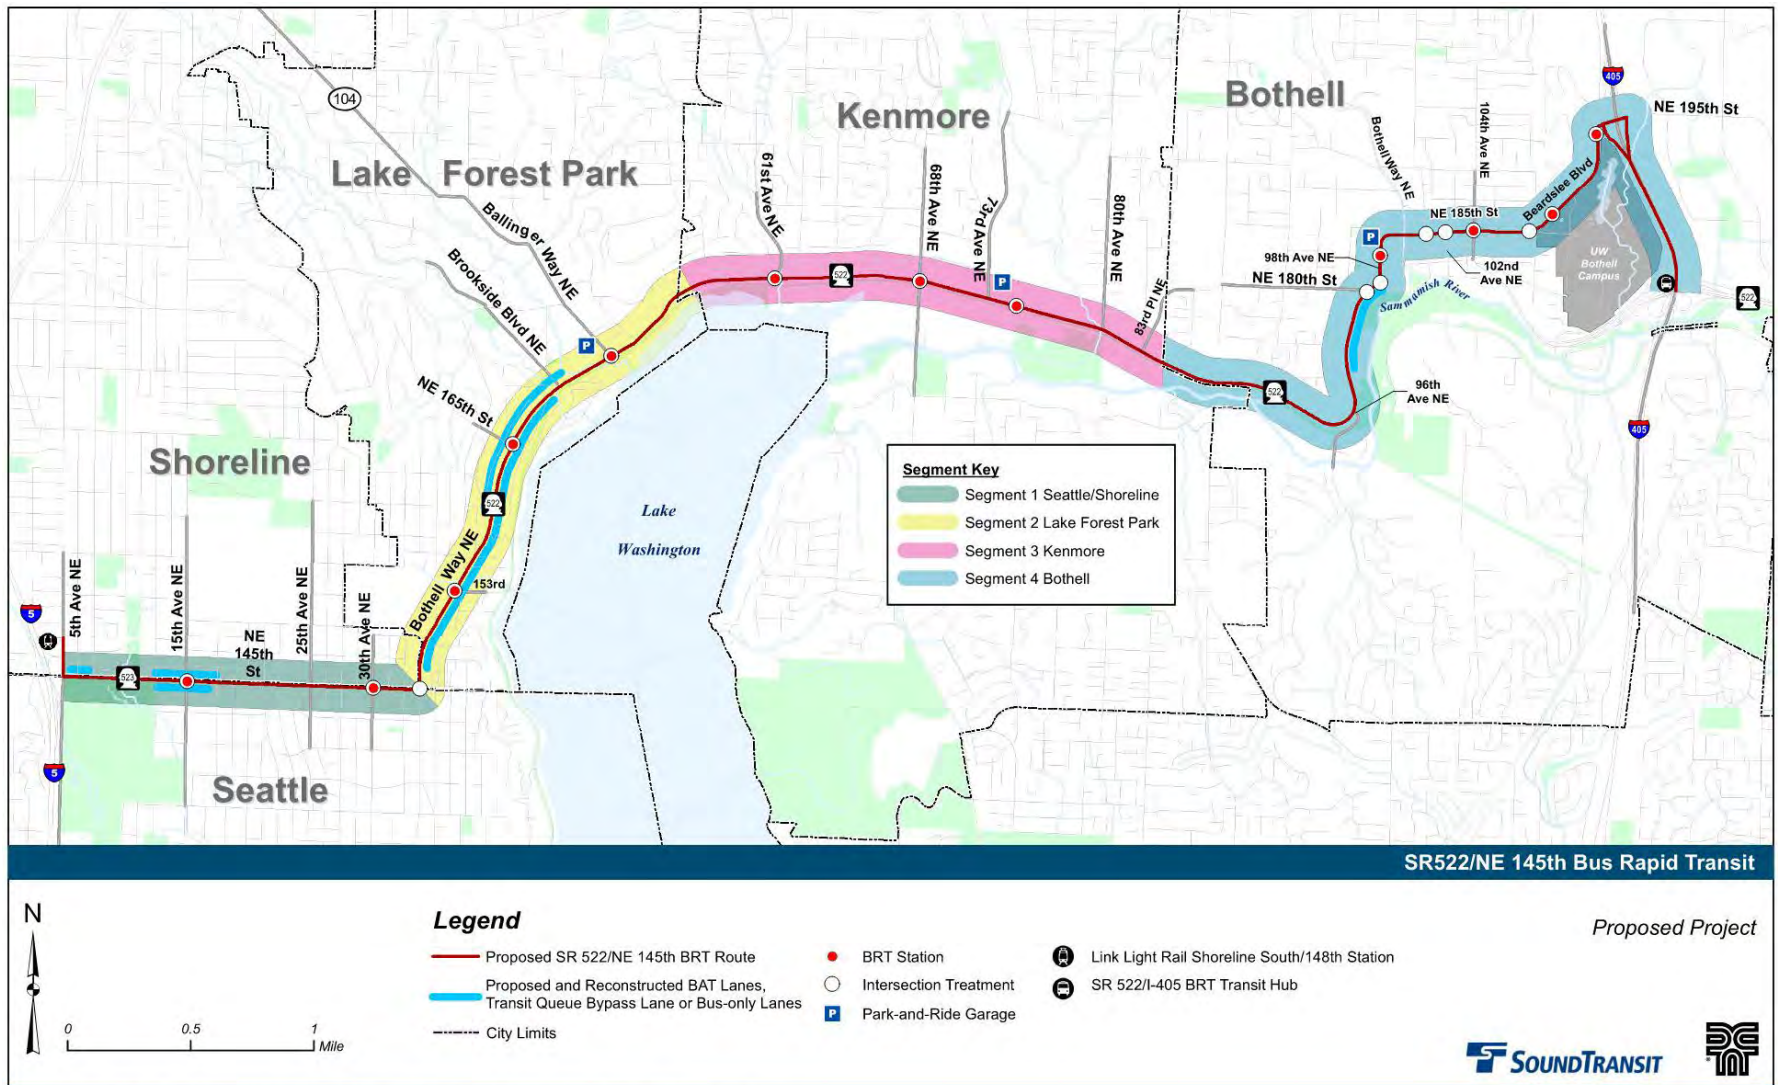 104
Lake Forest Park
Kenmore
Bothell
405
NE 195th St
Ballinger Way NE
Brookside Blvd NE
NE 165th St
61st Ave NE
68th Ave NE
73rd Ave NE
80th Ave NE
83rd Pl NE
P
522
P
522
522
Bothell Way NE
104th Ave NE
NE 185th St
Beardslee Blvd
P
98th Ave NE
NE 180th St
102nd
Ave NE
Sammamish River
UW
Bothell
Campus
522
96th
Ave NE
405
Shoreline
Lake
Washington
Segment Key
Segment 1 Seattle/Shoreline
Segment 2 Lake Forest Park
Segment 3 Kenmore
Segment 4 Bothell
Bothell Way NE
153rd
5
5th Ave NE
15th Ave NE
NE
145th
St
25th Ave NE
30th Ave NE
523
5
Seattle
SR522/NE 145th Bus Rapid Transit
N
0 0.5 1
Mile
Legend
Proposed SR 522/NE 145th BRT Route
Proposed and Reconstructed BAT Lanes,
Transit Queue Bypass Lane or Bus-only Lanes
City Limits
BRT Station
Intersection Treatment
P Park-and-Ride Garage
Link Light Rail Shoreline South/148th Station
SR 522/I-405 BRT Transit Hub
Proposed Project
SOUNDTRANSIT